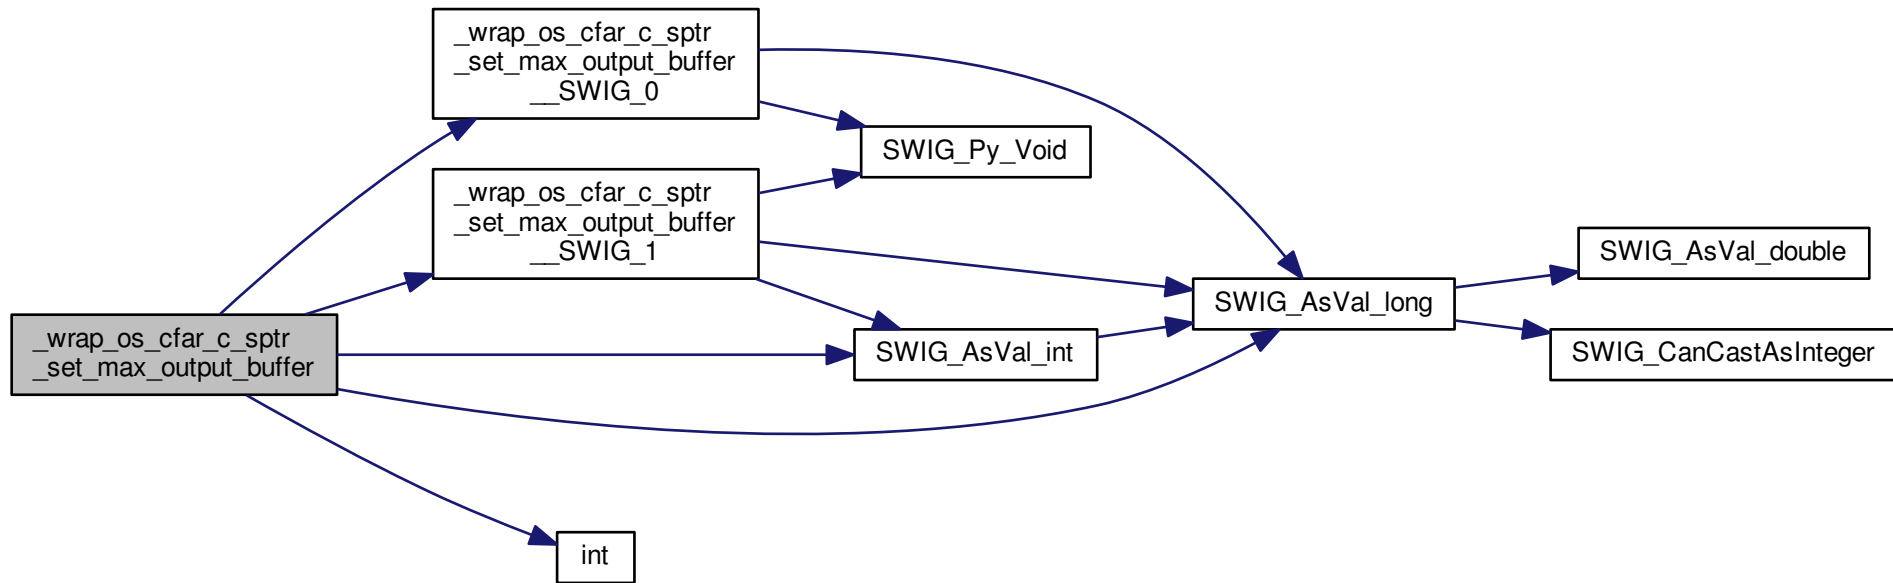 _wrap_os_cfar_c_sptr
_set_max_output_buffer
__SWIG_0
SWIG_Py_Void
_wrap_os_cfar_c_sptr
_set_max_output_buffer
__SWIG_1
SWIG_AsVal_double
SWIG_AsVal_long
_wrap_os_cfar_c_sptr
_set_max_output_buffer
SWIG_AsVal_int
SWIG_CanCastAsInteger
int